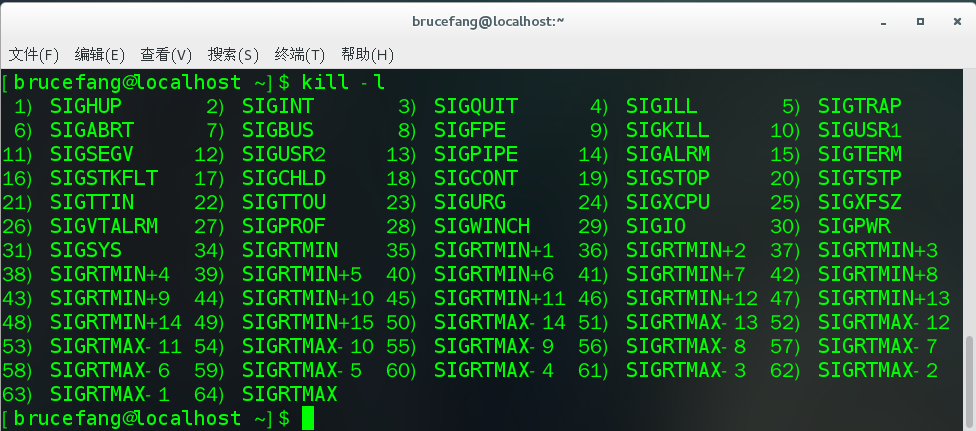 brucefang@localhost:~
文件(F) 编辑(E) 查看(V) 搜索(S) 终端(T) 帮助(H)
[brucefang@localhost ~]$ kill -l
1) SIGHUP 2) SIGINT 3) SIGQUIT 4) SIGILL 5) SIGTRAP
6) SIGABRT 7) SIGBUS 8) SIGFPE 9) SIGKILL 10) SIGUSR1
11) SIGSEGV 12) SIGUSR2 13) SIGPIPE 14) SIGALRM 15) SIGTERM
16) SIGSTKFLT 17) SIGCHLD 18) SIGCONT 19) SIGSTOP 20) SIGTSTP
21) SIGTTIN 22) SIGTTOU 23) SIGURG 24) SIGXCPU 25) SIGXFSZ
26) SIGVTALRM 27) SIGPROF 28) SIGWINCH 29) SIGIO 30) SIGPWR
31) SIGSYS 34) SIGRTMIN 35) SIGRTMIN+1 36) SIGRTMIN+2 37) SIGRTMIN+3
38) SIGRTMIN+4 39) SIGRTMIN+5 40) SIGRTMIN+6 41) SIGRTMIN+7 42) SIGRTMIN+8
43) SIGRTMIN+9 44) SIGRTMIN+10 45) SIGRTMIN+11 46) SIGRTMIN+12 47) SIGRTMIN+13
48) SIGRTMIN+14 49) SIGRTMIN+15 50) SIGRTMAX-14 51) SIGRTMAX-13 52) SIGRTMAX-12
53) SIGRTMAX-11 54) SIGRTMAX-10 55) SIGRTMAX-9 56) SIGRTMAX-8 57) SIGRTMAX-7
58) SIGRTMAX-6 59) SIGRTMAX-5 60) SIGRTMAX-4 61) SIGRTMAX-3 62) SIGRTMAX-2
63) SIGRTMAX-1 64) SIGRTMAX
[brucefang@localhost ~]$